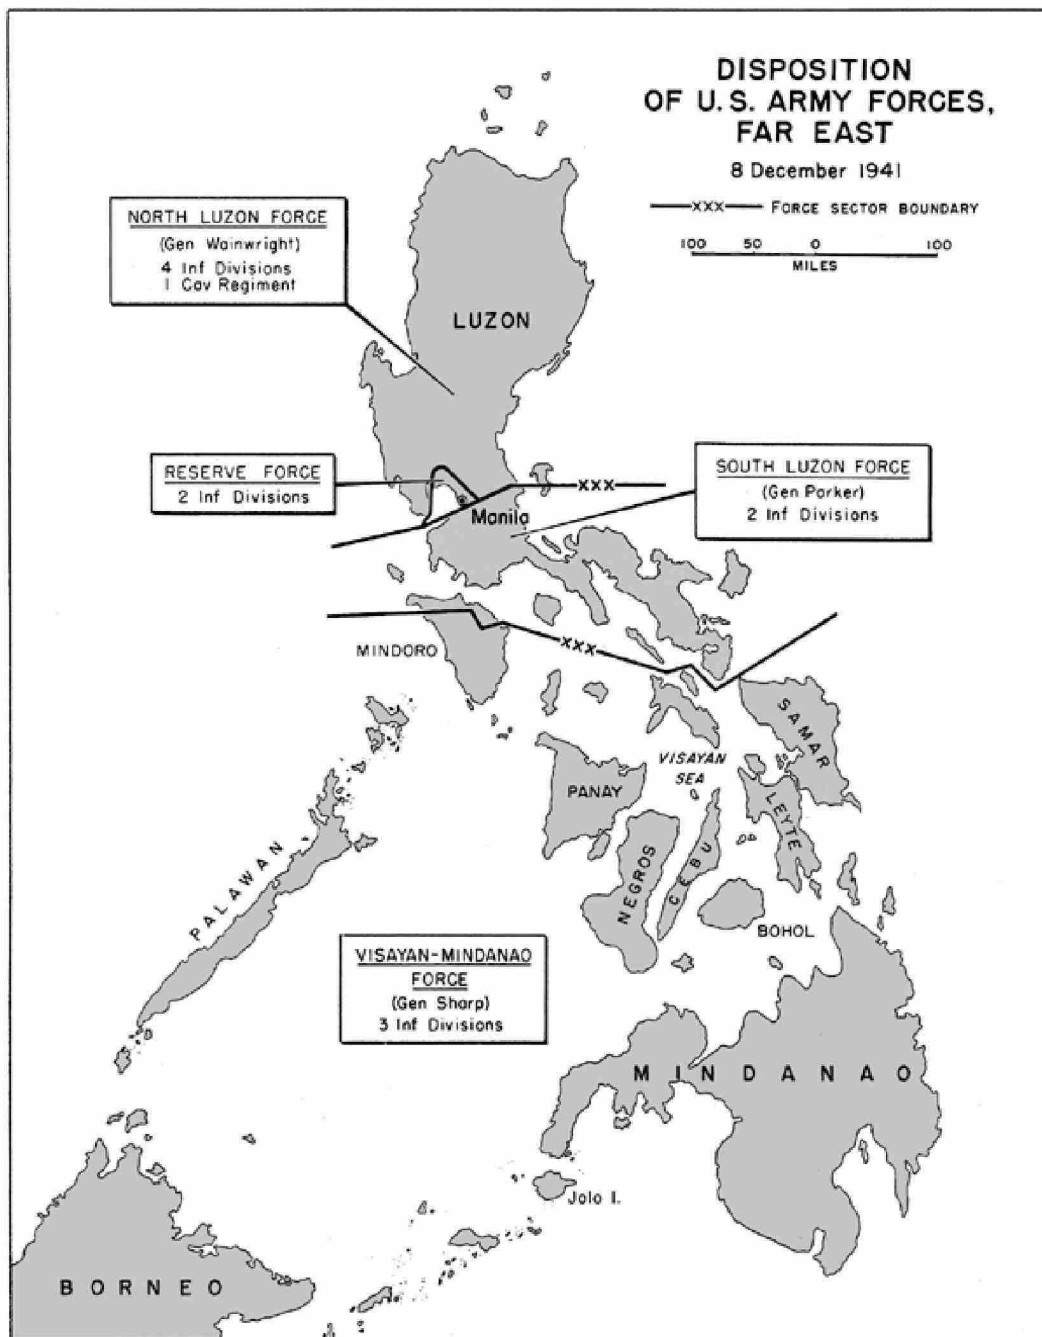 DISPOSITION
OF U.S. ARMY FORCES,
FAR EAST
8 December 1941
XXX FORCE SECTOR BOUNDARY
100 50 0 100
MILES
NORTH LUZON FORCE
(Gen Wainwright)
4 Inf Divisions
1 Cav Regiment
LUZON
RESERVE FORCE
2 Inf Divisions
SOUTH LUZON FORCE
(Gen Parker)
2 Inf Divisions
XXX
Manila
XXX
MINDORO
SAMAR
VISAYAN
SEA
PANAY
LEYTE
NEGROS
CEBU
PALAWAN
BOHOL
VISAYAN-MINDANAO
FORCE
(Gen Sharp)
3 Inf Divisions
MINDANAO
Jolo I.
BORNEO